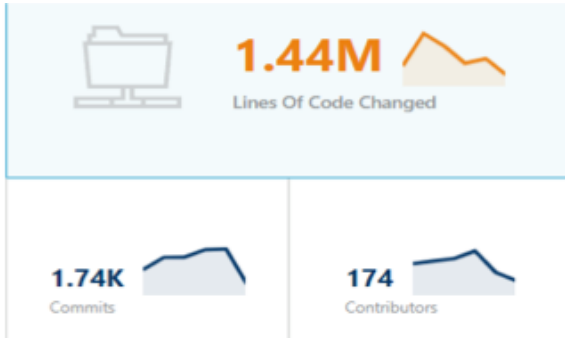 1.44M
Lines Of Code Changed
1.74K
Commits
174
Contributors